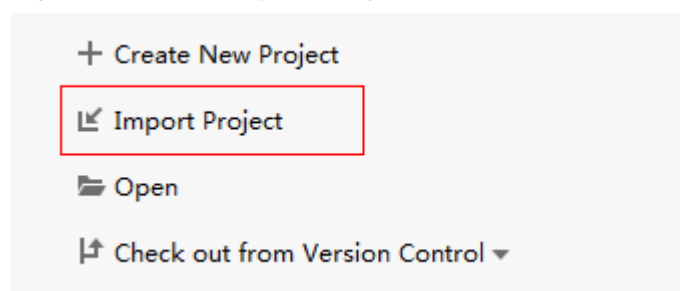 Create New Project
Import Project
Open
Check out from Version Control